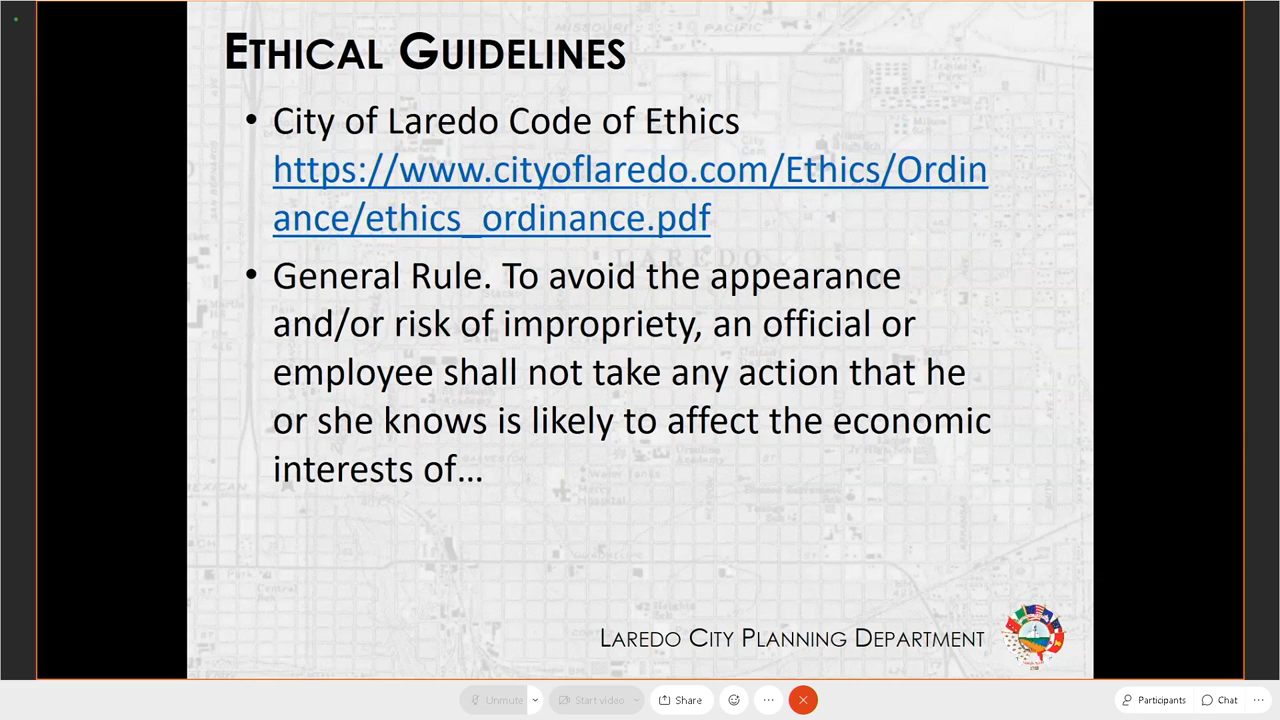 ETHICAL GUIDELINES
• City of Laredo Code of Ethics
https://www.cityoflaredo.com/Ethics/Ordin
ance/ethics_ordinance.pdf
• General Rule. To avoid the appearance
and/or risk of impropriety, an official or
employee shall not take any action that he
or she knows is likely to affect the economic
interests of...
LAREDO CITY PLANNING DEPARTMENT
Unmute
Start video
Share
Participants
Chat
MISSOURI PACIFIC
LAREDO